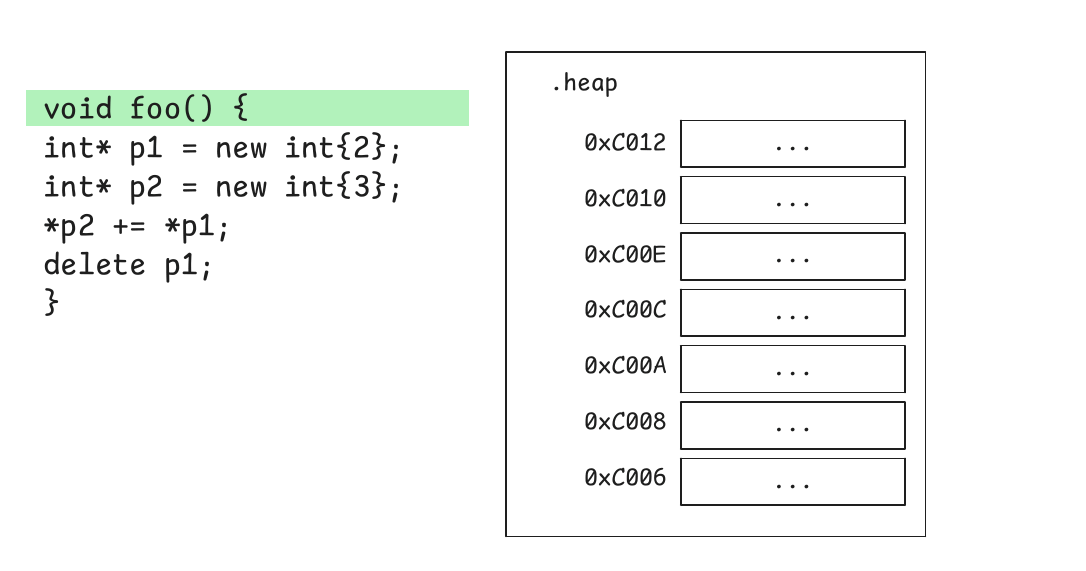 void foo() {
int* p1 = new int{2};
int* p2 = new int{3};
*p2 += *p1;
delete p1;
}
.heap
0xC012 ...
0xC010 ...
0xC00E ...
0xC00C ...
0xC00A ...
0xC008 ...
0xC006 ...